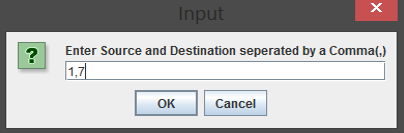 Input
Enter Source and Destination seperated by a Comma(,)
1,7
OK Cancel